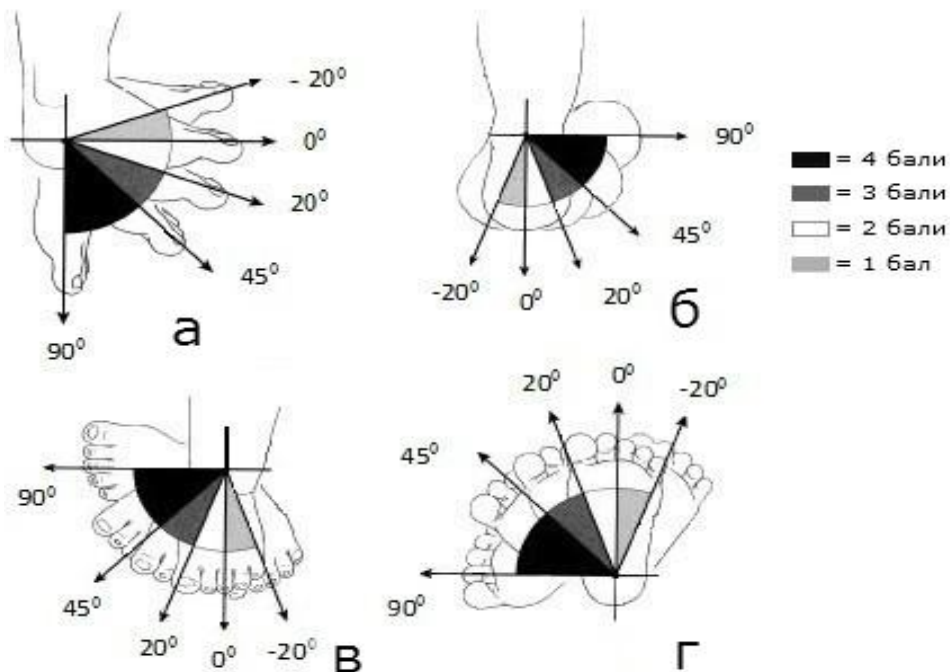 - 20⁰
0⁰
20⁰
45⁰
90⁰
а
90⁰
45⁰
20⁰
0⁰
-20⁰
б
= 4 бали
= 3 бали
= 2 бали
= 1 бал
90⁰
45⁰
20⁰
0⁰
-20⁰
в
20⁰
0⁰
-20⁰
45⁰
90⁰
г